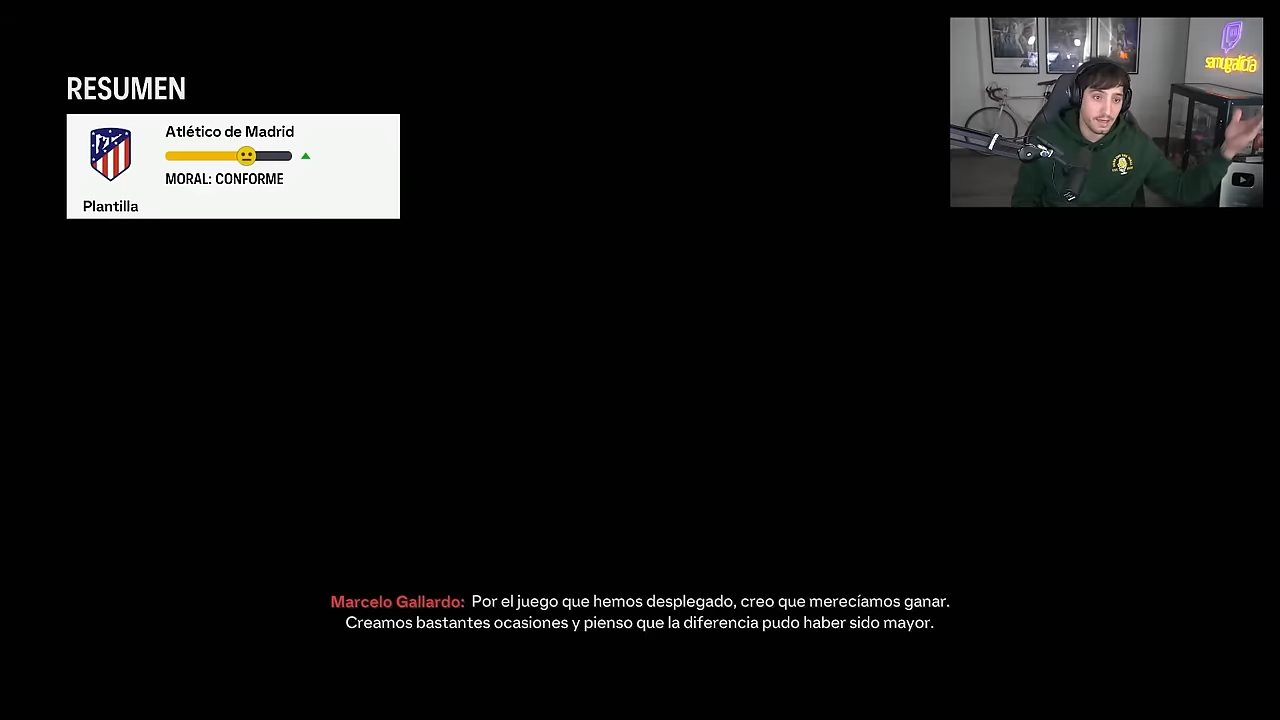 RESUMEN
Atlético de Madrid
MORAL: CONFORME
Plantilla
samugalicia
Marcelo Gallardo: Por el juego que hemos desplegado, creo que merecíamos ganar.
Creamos bastantes ocasiones y pienso que la diferencia pudo haber sido mayor.